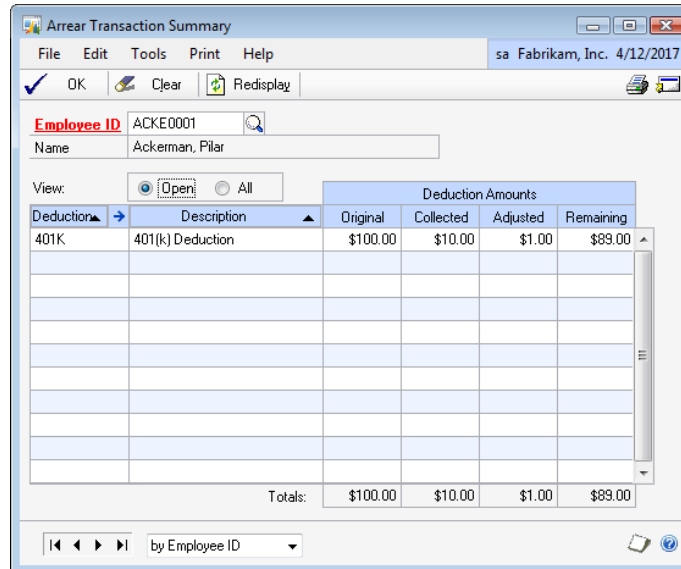 Arrear Transaction Summary
File Edit Tools Print Help sa Fabrikam, Inc. 4/12/2017
OK Clear Redisplay
Employee ID ACKE0001
Name Ackerman, Pilar
View: Open All
Deduction Amounts
Deduction Description Original Collected Adjusted Remaining
401K 401(k) Deduction $100.00 $10.00 $1.00 $89.00
Totals: $100.00 $10.00 $1.00 $89.00
by Employee ID